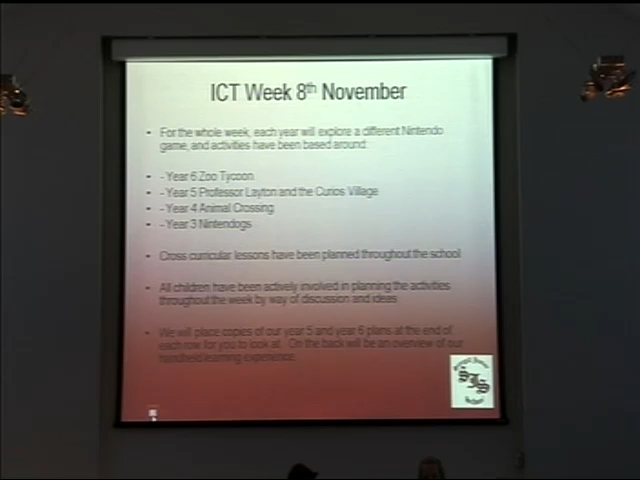 ICT Week 8th November
• For the whole week, each year will explore a different Nintendo
game, and activities have been based around:
• - Year 6 Zoo Tycoon
• - Year 5 Professor Layton and the Curios Village
• - Year 4 Animal Crossing
• - Year 3 Nintendogs
• Cross curricular lessons have been planned throughout the school
• All children have been actively involved in planning the activities
throughout the week by way of discussion and ideas
• We will place copies of our year 5 and year 6 plans at the end of
each row for you to look at. On the back will be an overview of our
handheld learning experience.
SJS